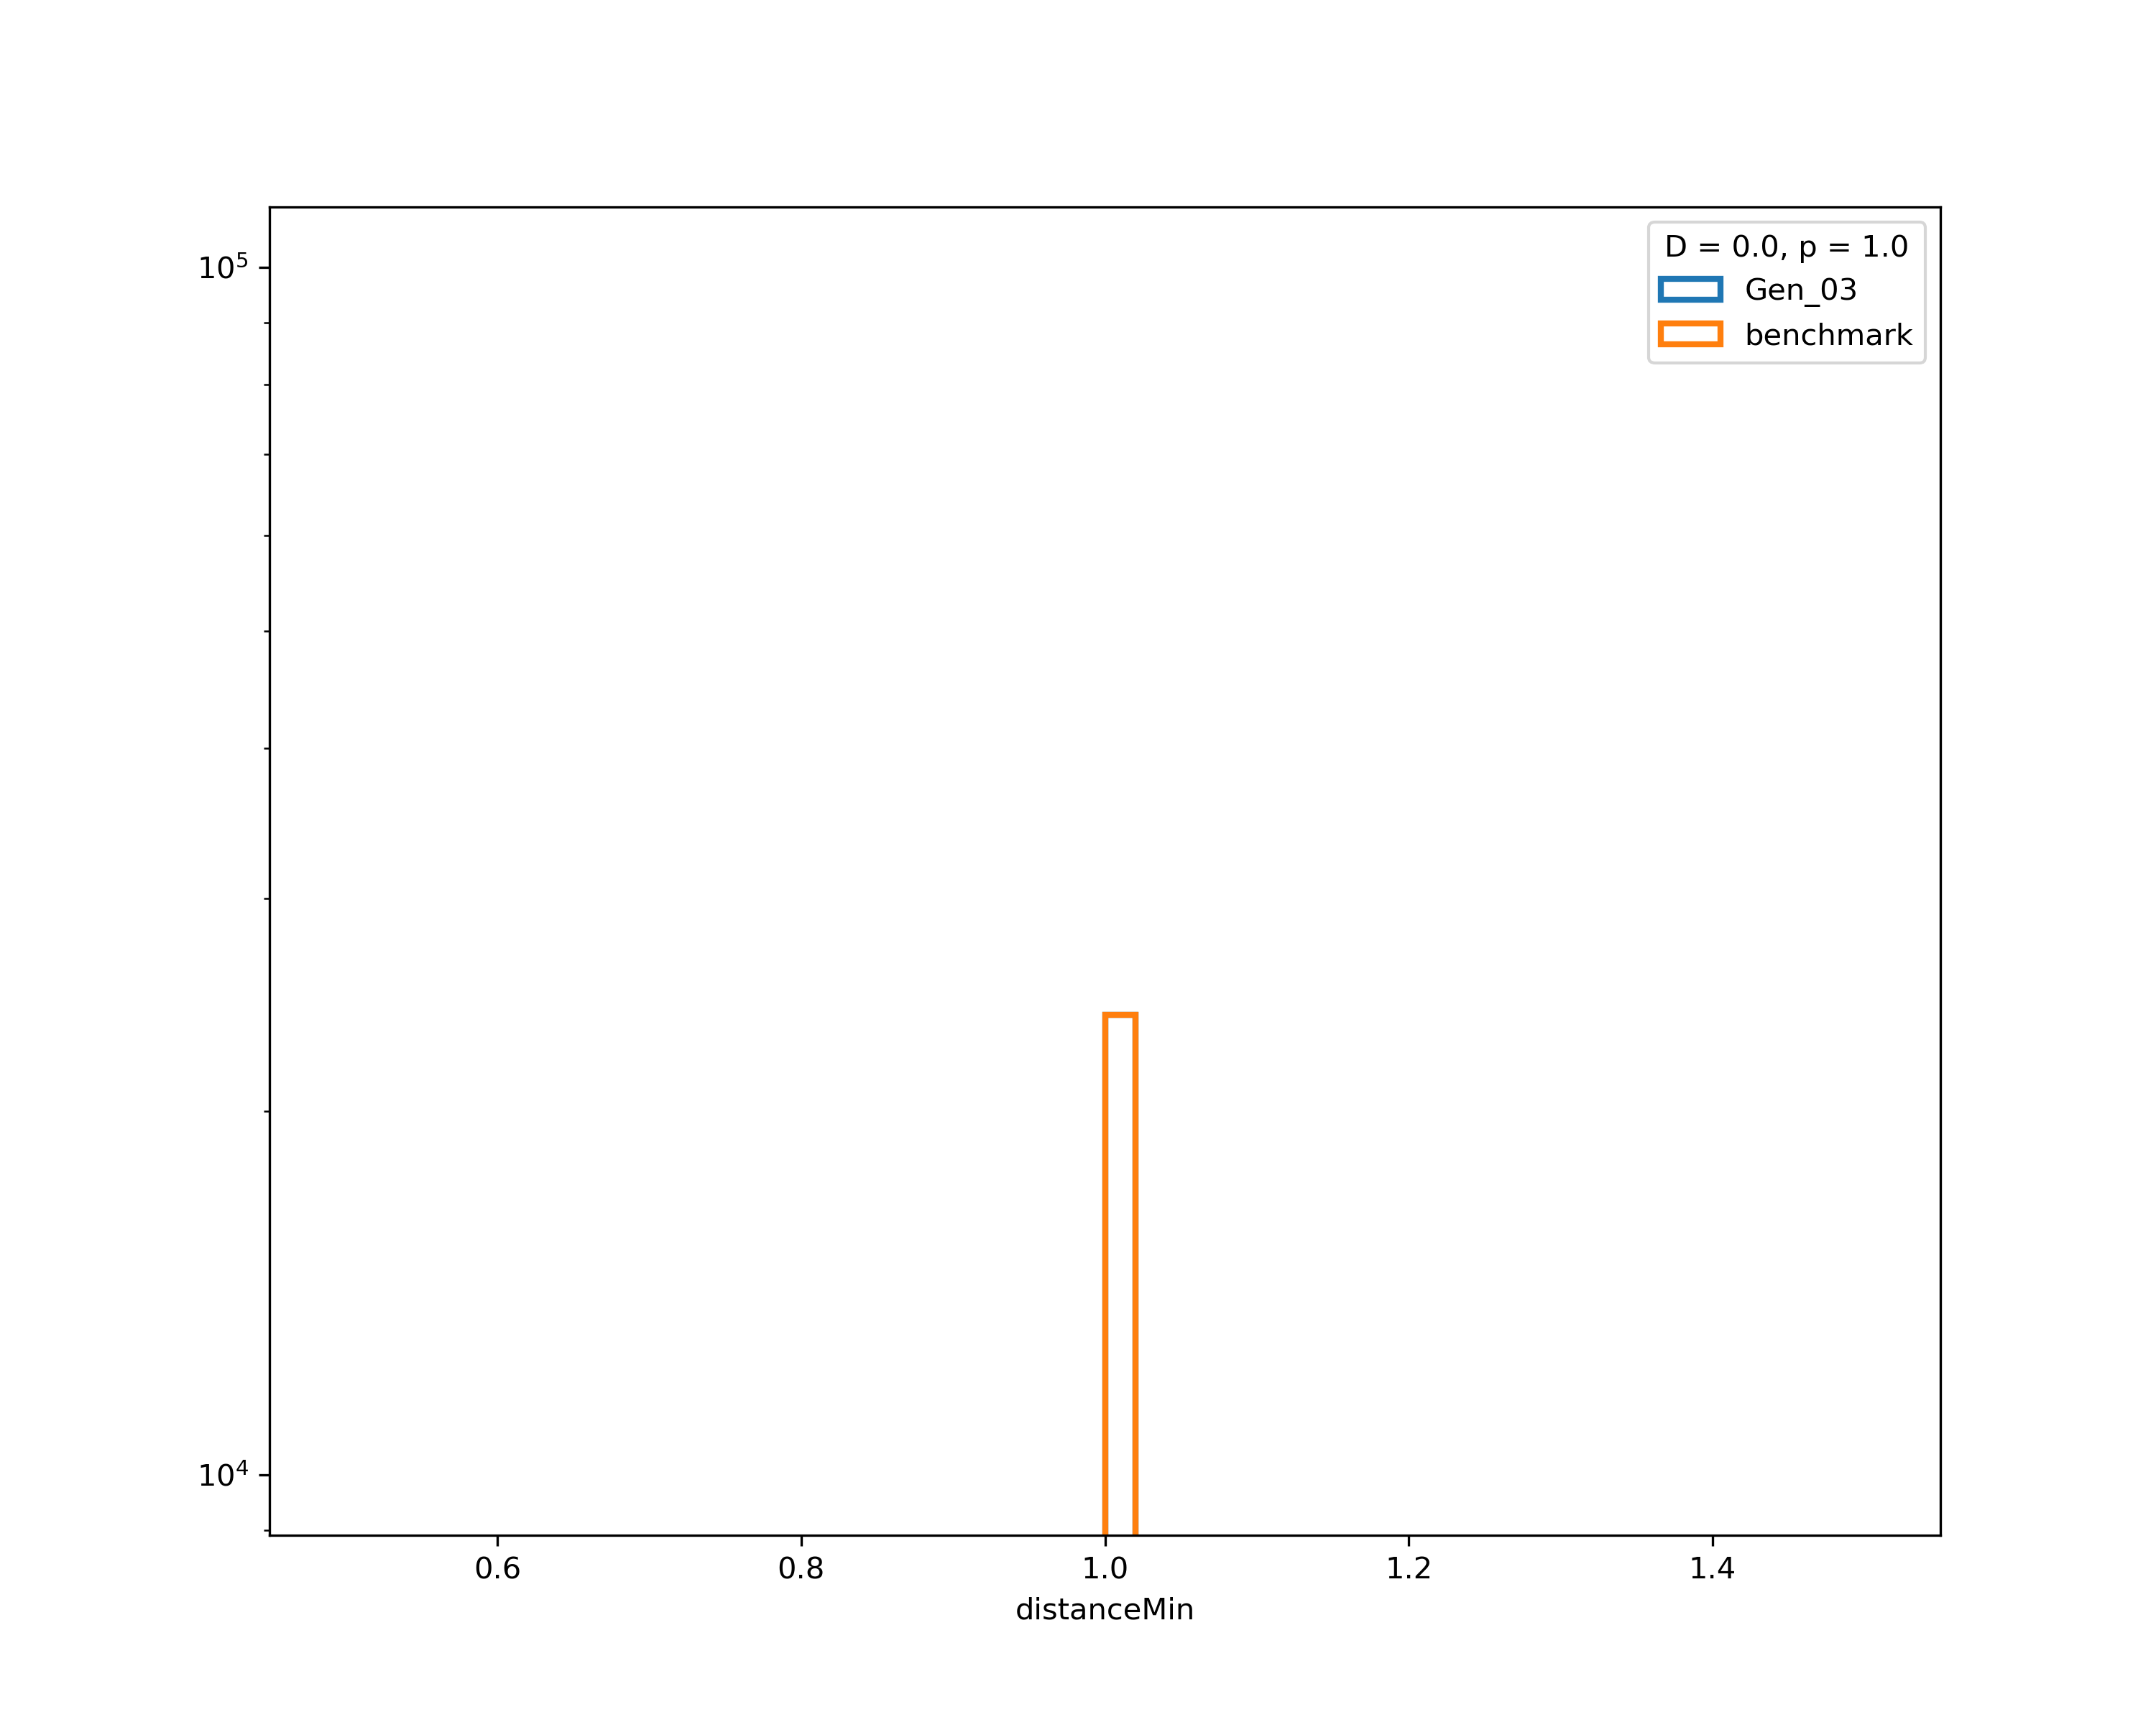 D = 0.0, p = 1.0
Gen_03
benchmark
10⁵
10⁴
0.6 0.8 1.0 1.2 1.4
distanceMin